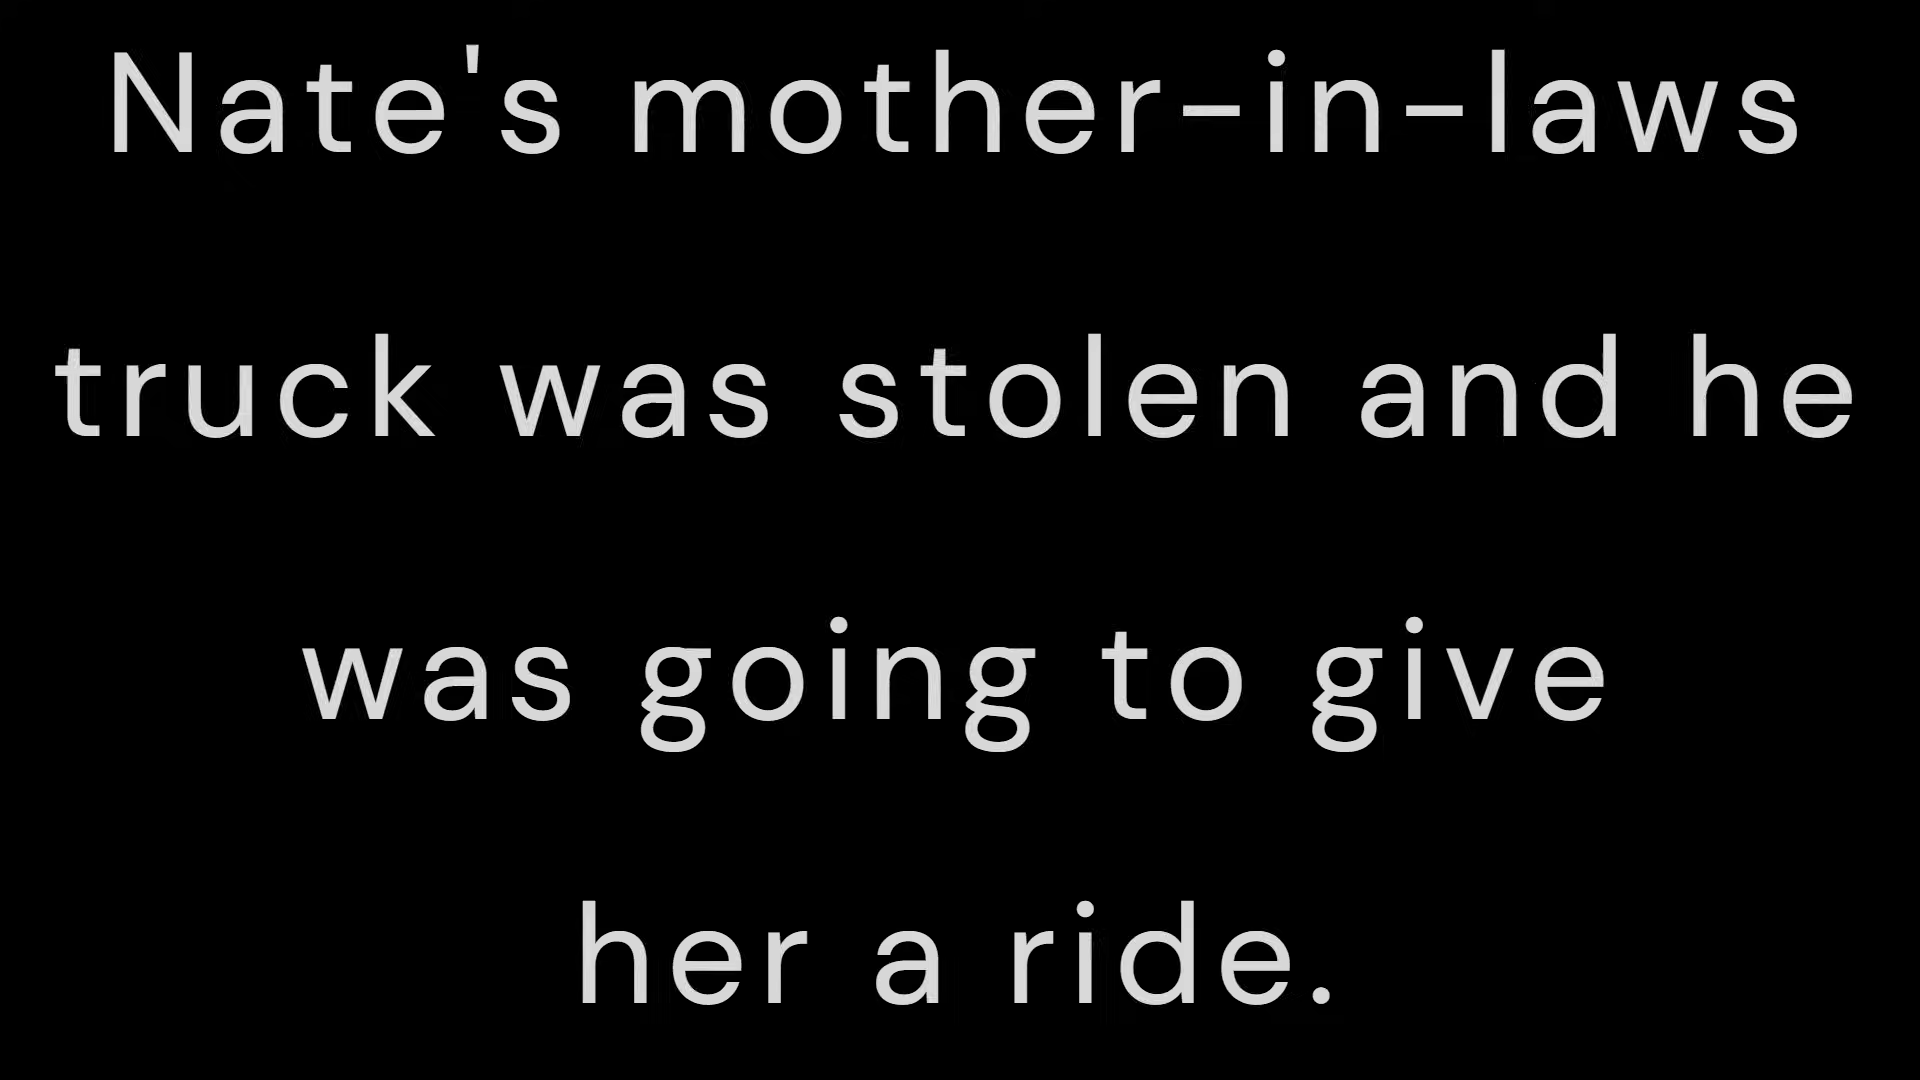 Nate's mother-in-laws
truck was stolen and he
was going to give
her a ride.